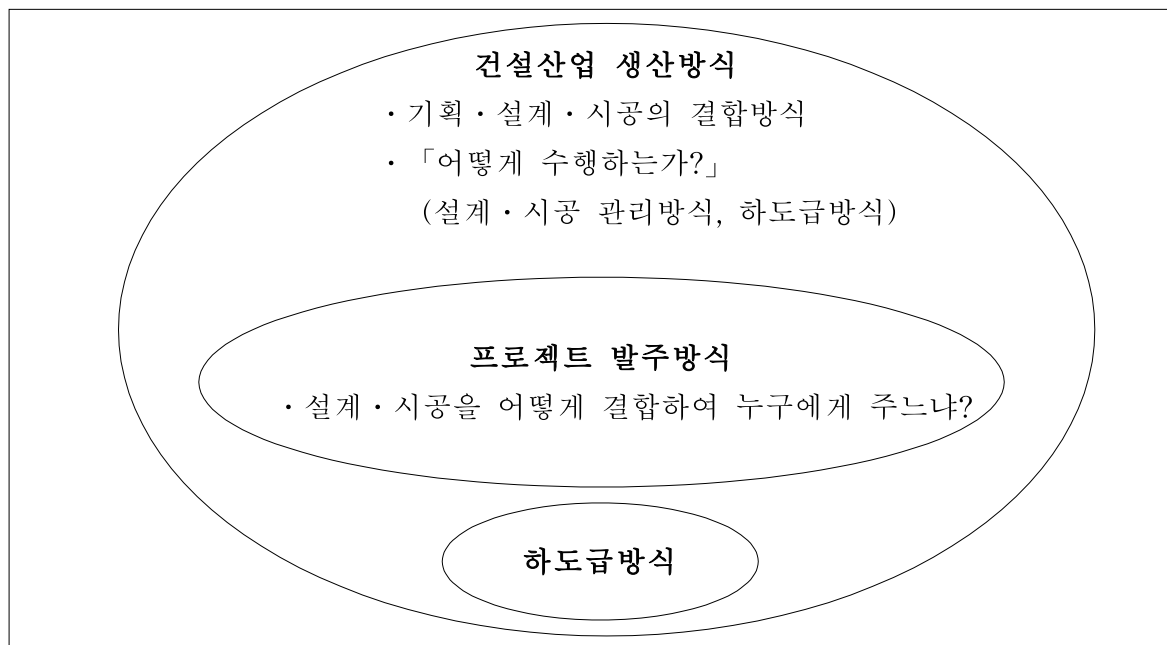 건설산업 생산방식
· 기획 · 설계 · 시공의 결합방식
· 「어떻게 수행하는가?」
(설계 · 시공 관리방식, 하도급방식)
프로젝트 발주방식
· 설계 · 시공을 어떻게 결합하여 누구에게 주느냐?
하도급방식